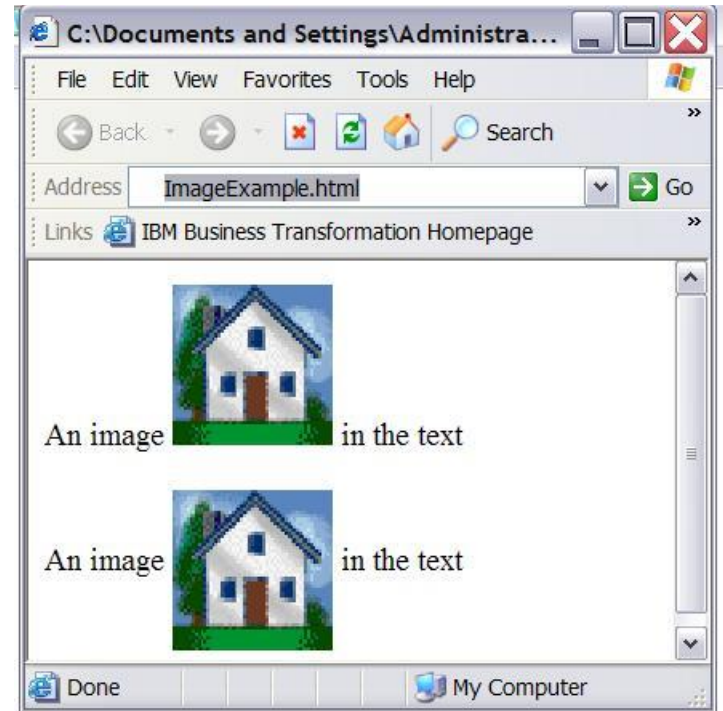 C:\Documents and Settings\Administra...
File Edit View Favorites Tools Help
Back Search »
Address ImageExample.html Go
Links IBM Business Transformation Homepage »
An image in the text
An image in the text
Done My Computer